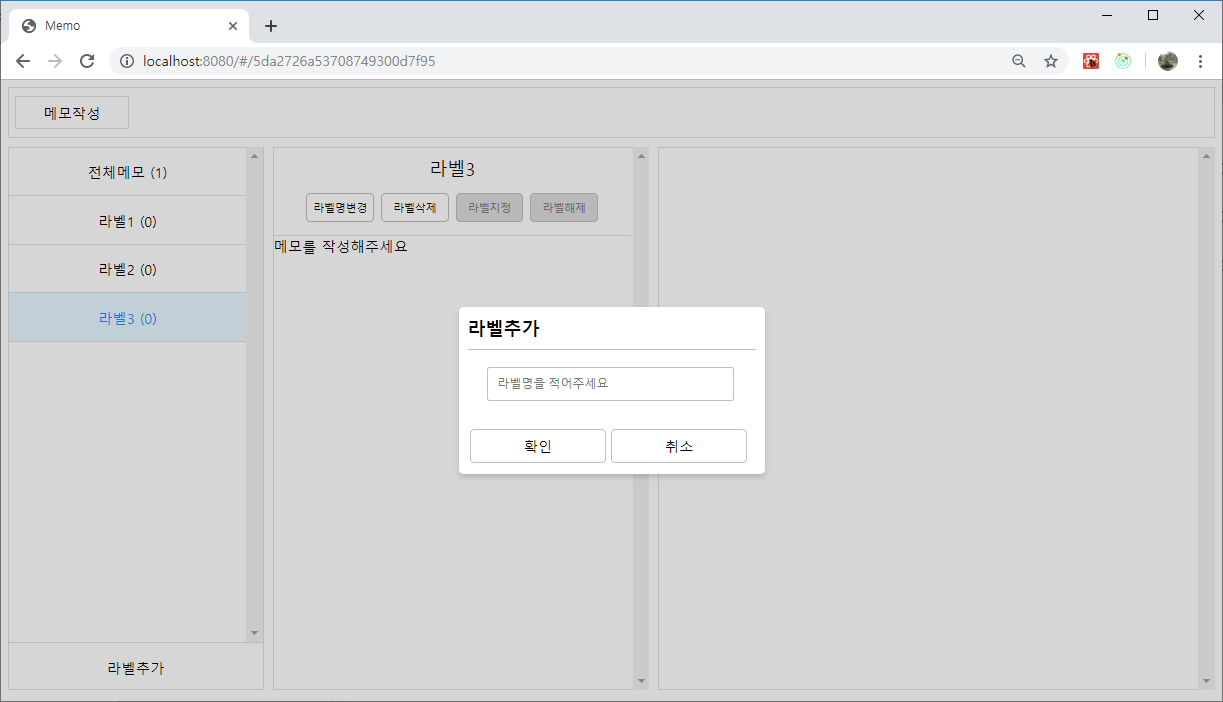 Memo
localhost:8080/#/5da2726a53708749300d7f95
메모작성
전체메모 (1)
라벨1 (0)
라벨2 (0)
라벨3 (0)
라벨추가
라벨3
라벨명변경 라벨삭제 라벨지정 라벨해제
메모를 작성해주세요
라벨추가
라벨명을 적어주세요
확인 취소